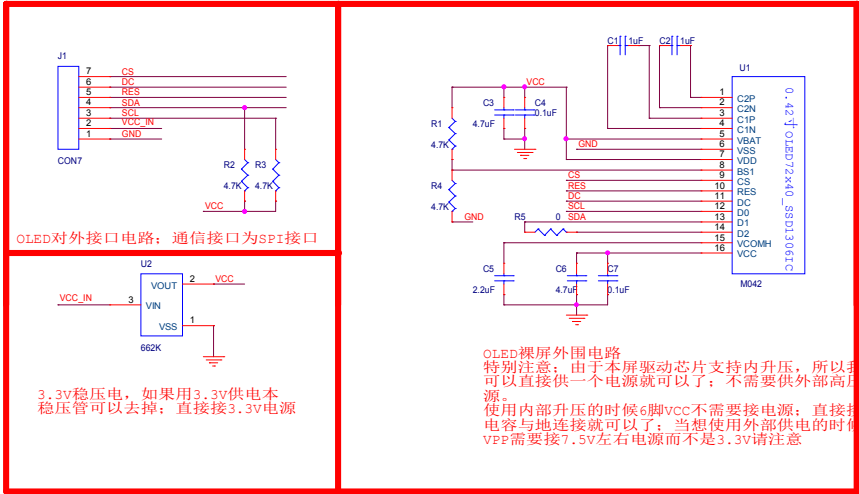 J1
7 CS
6 DC
5 RES
4 SDA
3 SCL
2 VCC_IN
1 GND
CON7
R2 R3
4.7K 4.7K
VCC
OLED对外接口电路；通信接口为SPI接口
U2
VCC_IN 3 VIN
VOUT 2 VCC
VSS 1
662K
3.3V稳压电，如果用3.3V供电本
稳压管可以去掉；直接接3.3V电源
C1 1uF C2 1uF
U1
VCC
C3 C4
4.7uF 0.1uF
R1
4.7K
R4
4.7K
GND
1 C2P
2 C2N
3 C1P
4 C1N
5 VBAT
GND 6 VSS
7 VDD
8 BS1
CS 9 CS
RES 10 RES
DC 11 DC
SCL 12 D0
R5 0 SDA 13 D1
14 D2
15 VCOMH
16 VCC
0.42寸OLED72x40_SSD1306IC
M042
C5 C6 C7
2.2uF 4.7uF 0.1uF
OLED裸屏外围电路
特别注意：由于本屏驱动芯片支持内升压，所以
可以直接供一个电源就可以了；不需要供外部高压
源。
使用内部升压的时候6脚VCC不需要接电源；直接
电容与地连接就可以了；当想使用外部供电的时
VPP需要接7.5V左右电源而不是3.3V请注意